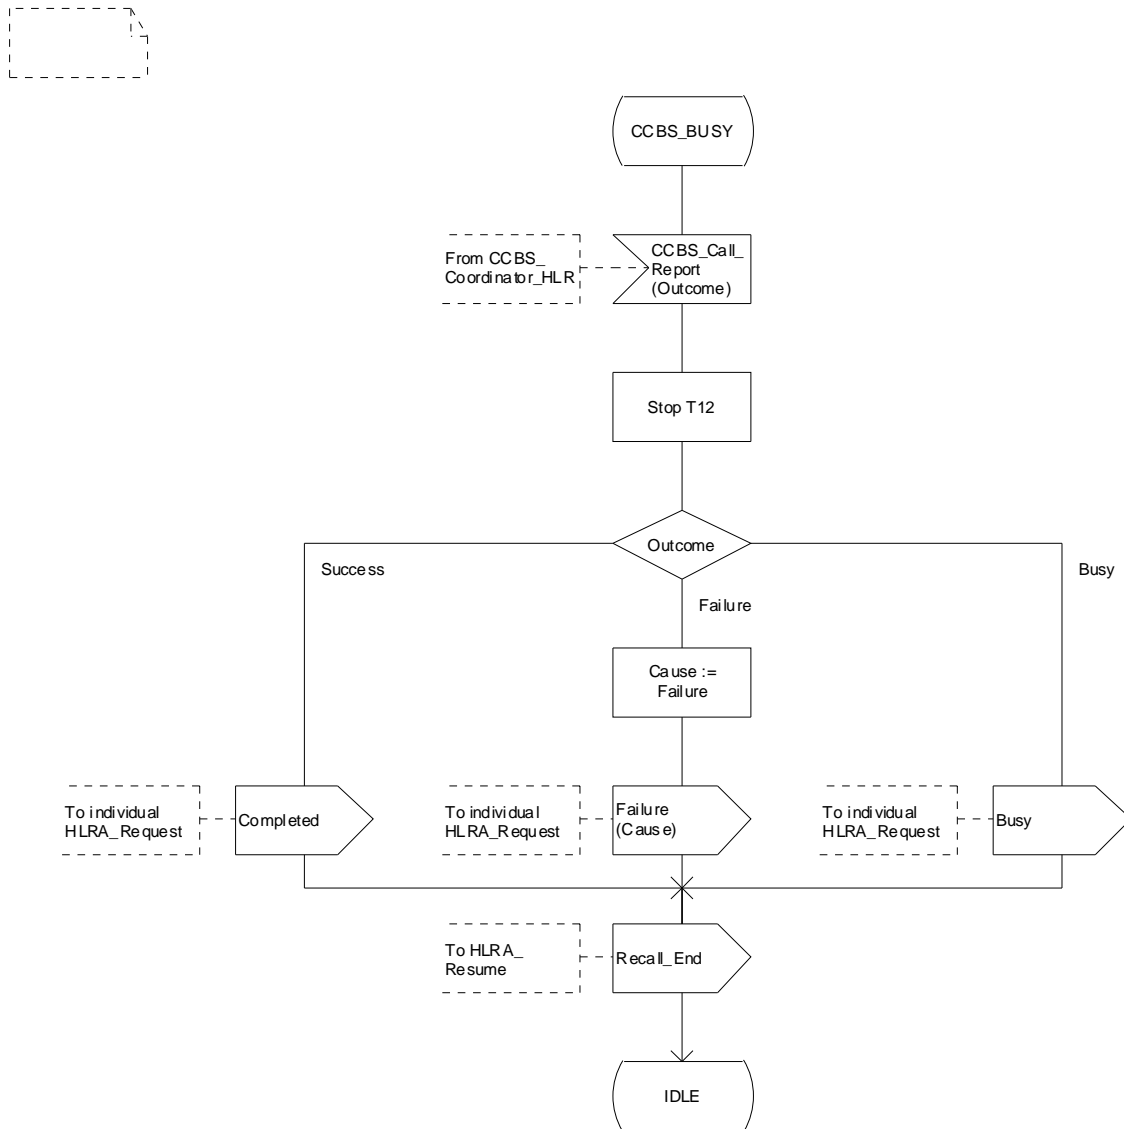 CCBS_BUSY
From CCBS_
Coordinator_HLR
CCBS_Call_
Report
(Outcome)
Stop T12
Outcome
Success
Busy
Failure
Cause :=
Failure
To individual
HLRA_Request
Completed
To individual
HLRA_Request
Failure
(Cause)
To individual
HLRA_Request
Busy
To HLRA_
Resume
Recall_End
IDLE